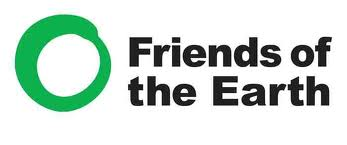 Friends of
the Earth